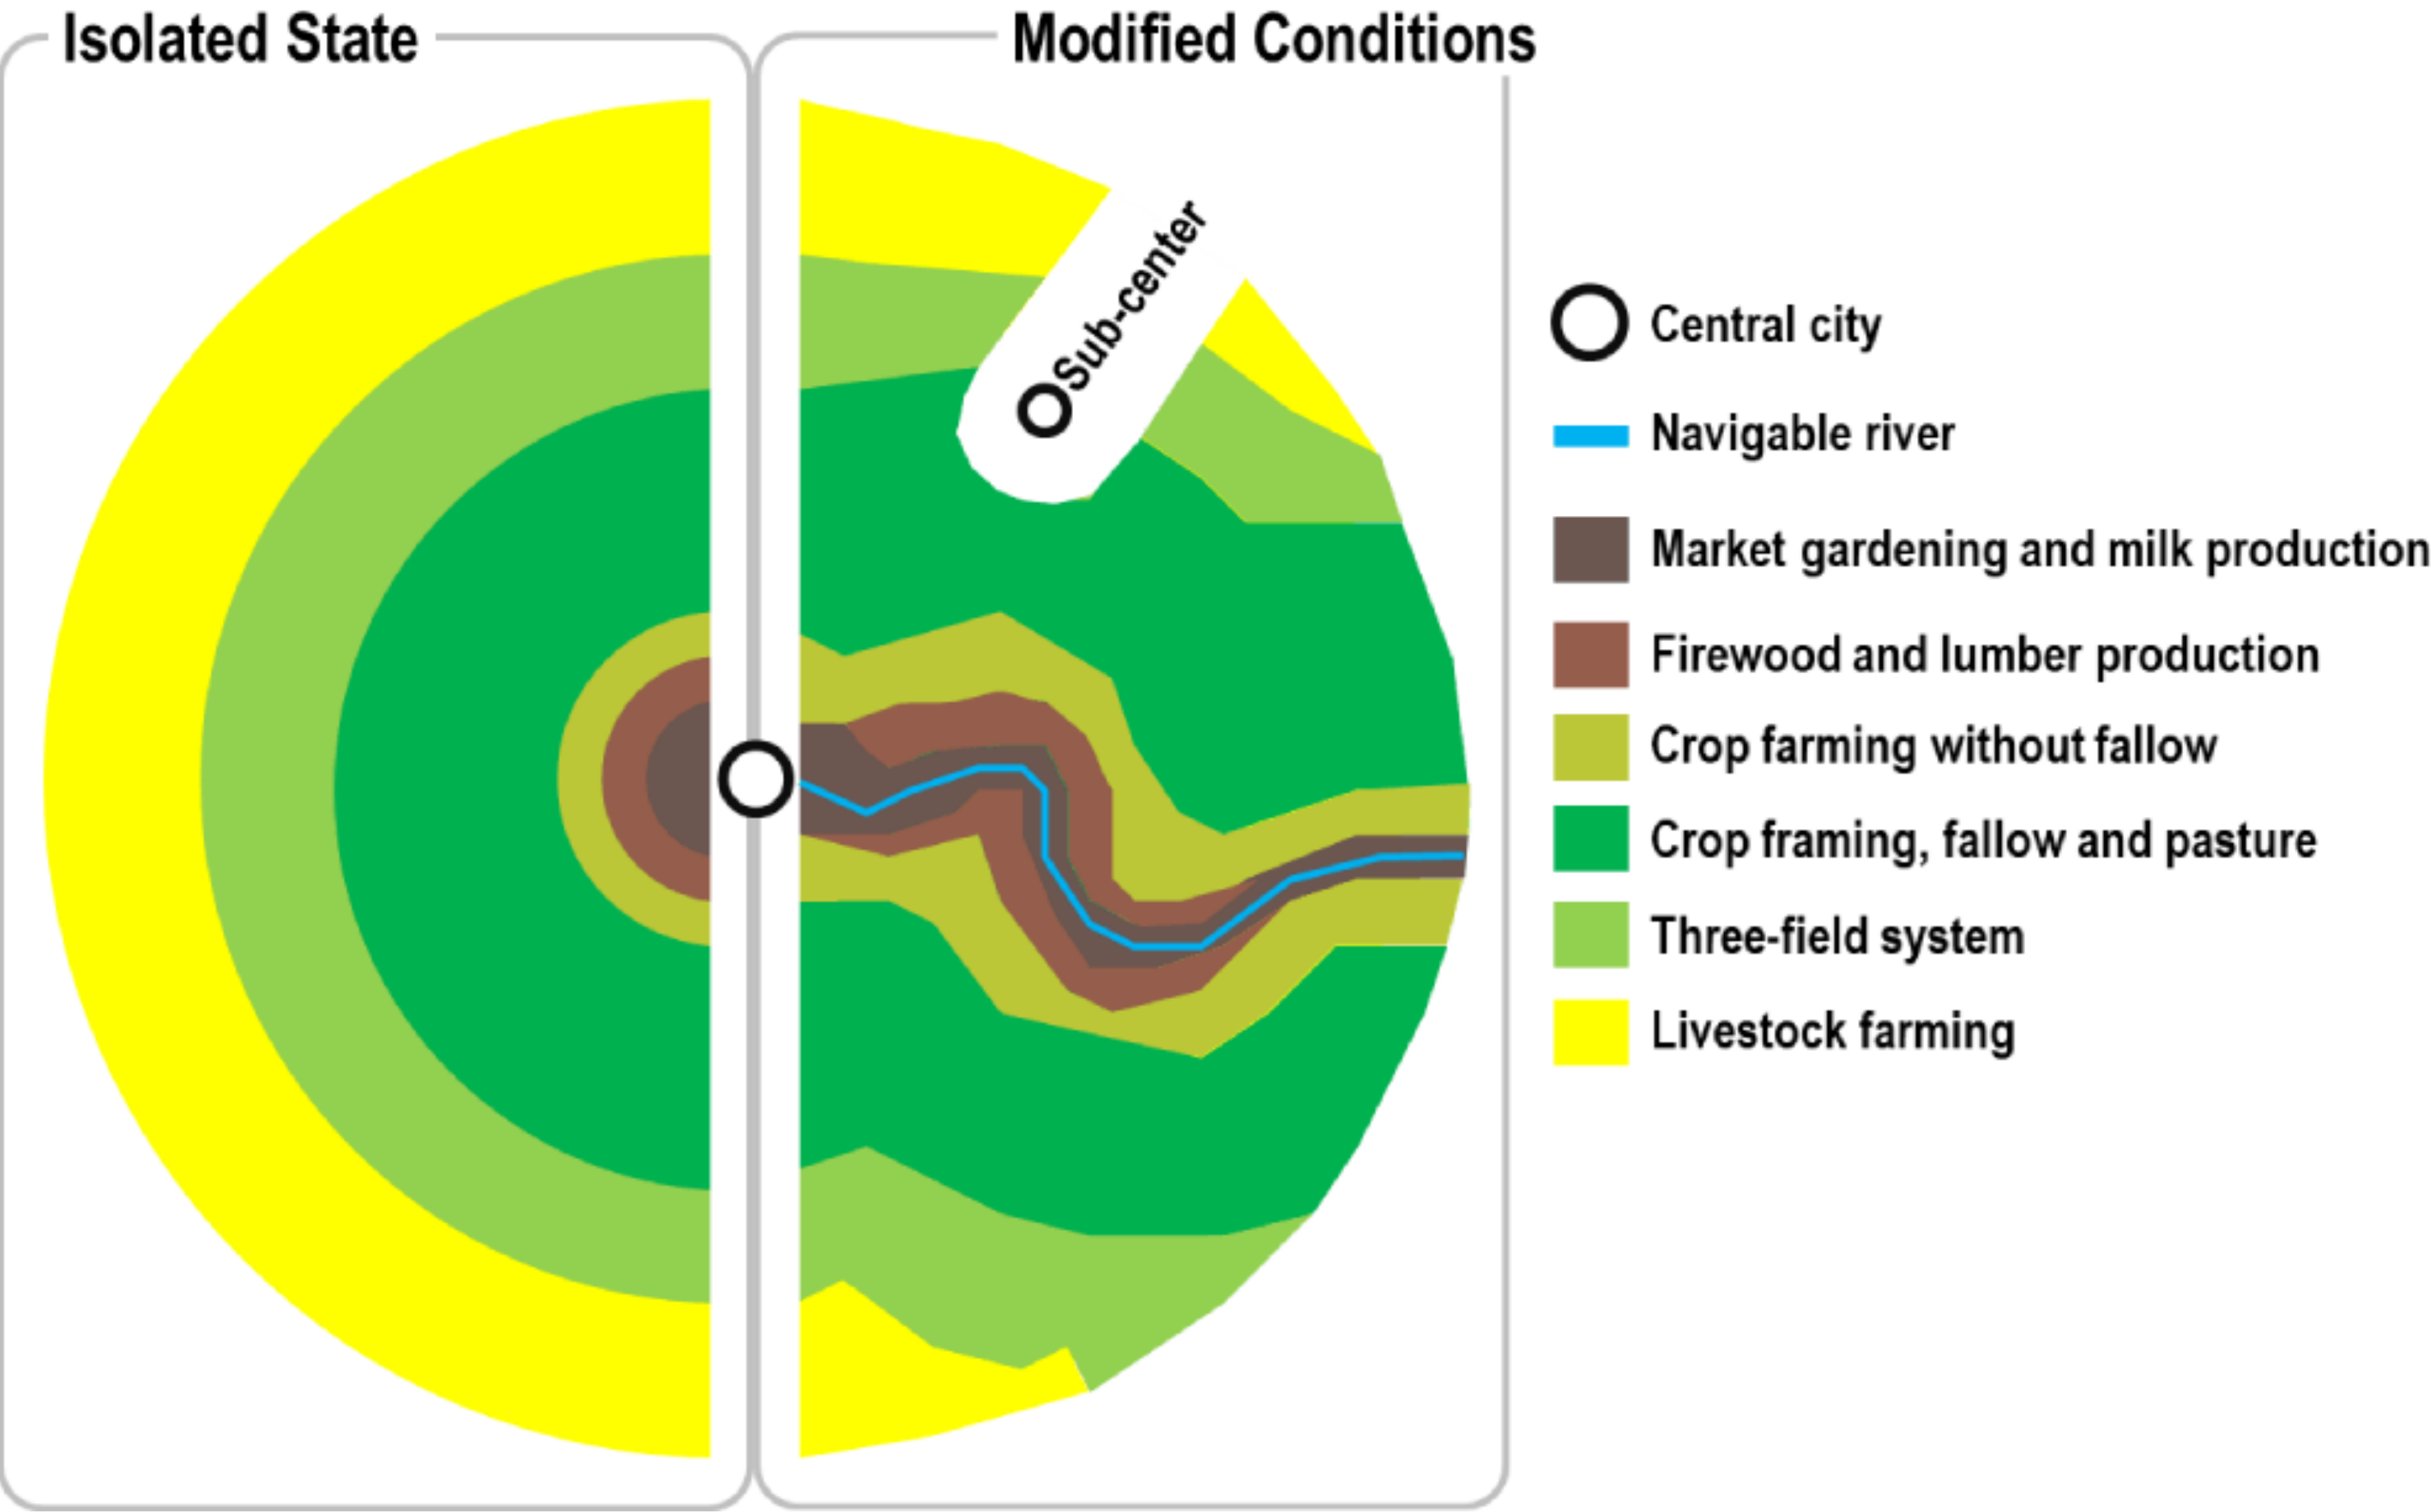 Isolated State
Modified Conditions
Sub-center
Central city
Navigable river
Market gardening and milk production
Firewood and lumber production
Crop farming without fallow
Crop framing, fallow and pasture
Three-field system
Livestock farming